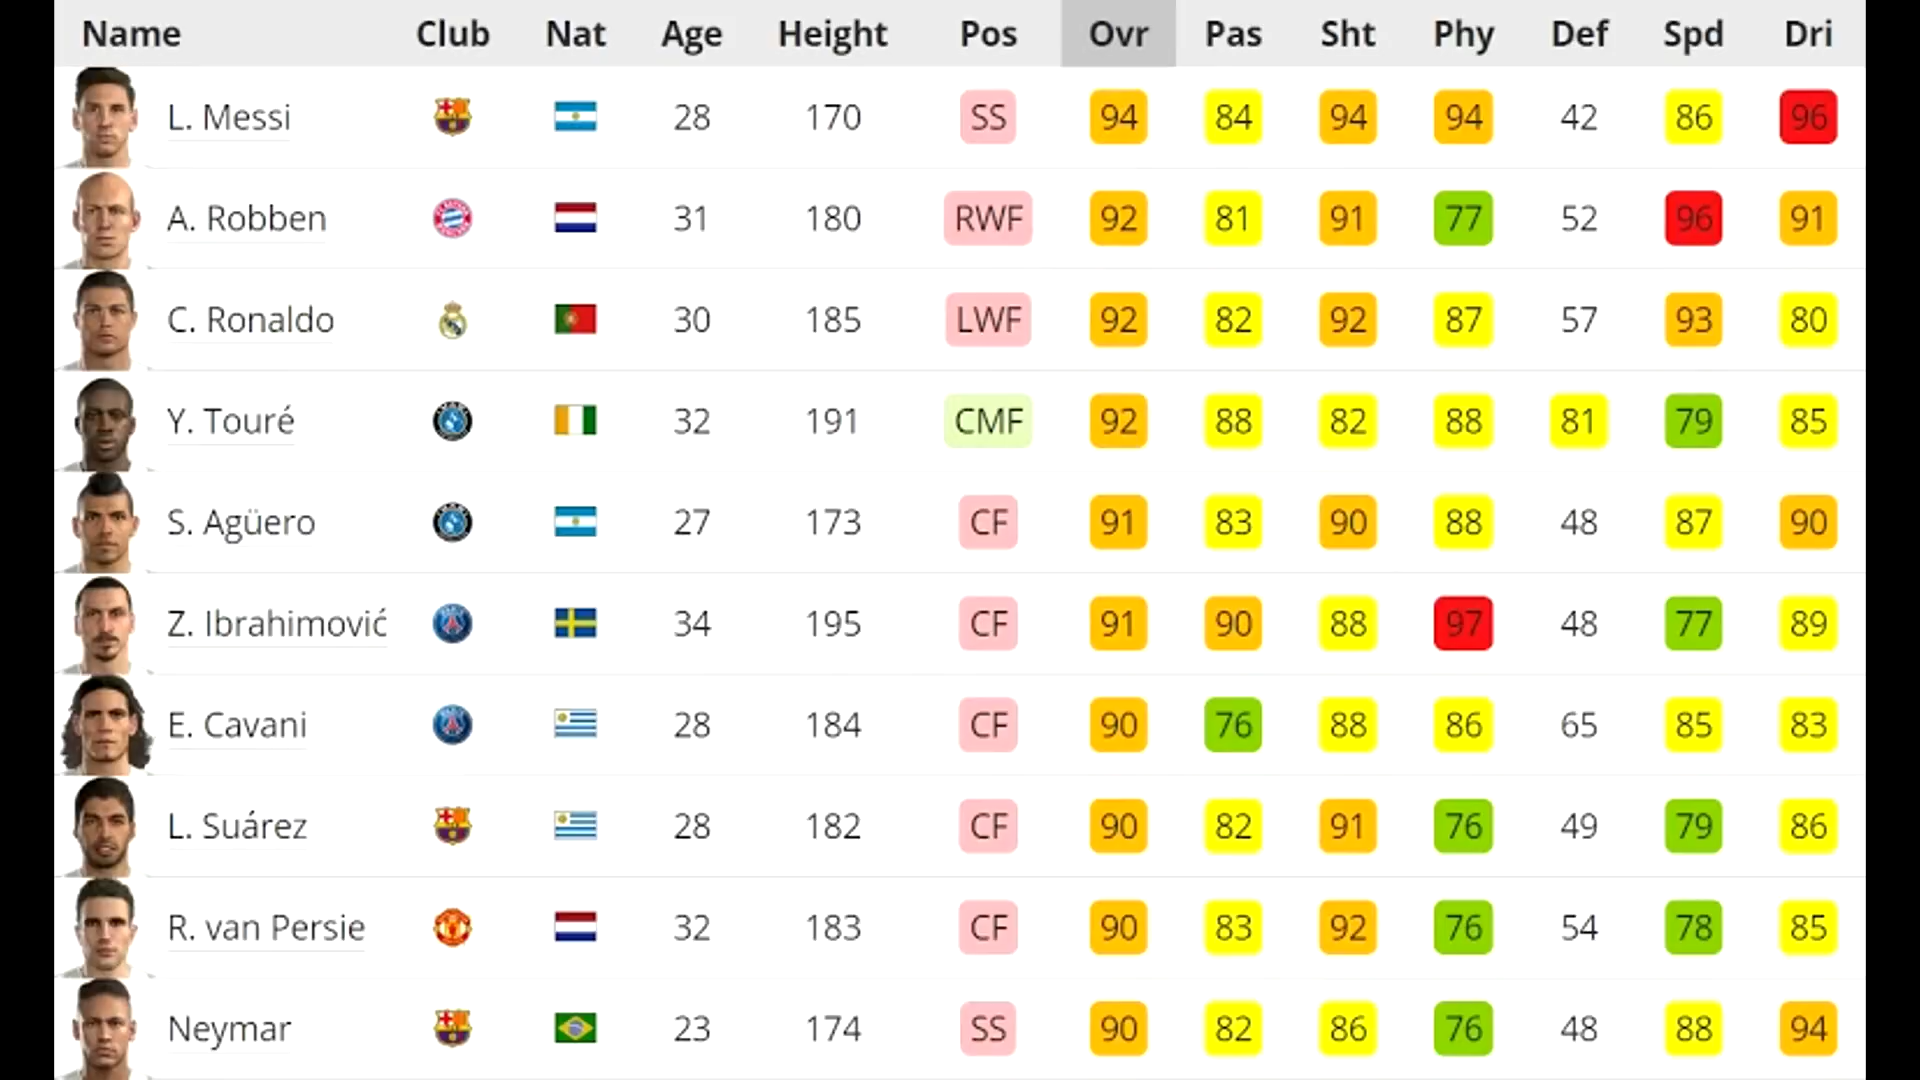 Name Club Nat Age Height Pos Ovr Pas Sht Phy Def Spd Dri
L. Messi 28 170 SS 94 84 94 94 42 86 96
A. Robben 31 180 RWF 92 81 91 77 52 96 91
C. Ronaldo 30 185 LWF 92 82 92 87 57 93 80
Y. Touré 32 191 CMF 92 88 82 88 81 79 85
S. Agüero 27 173 CF 91 83 90 88 48 87 90
Z. Ibrahimović 34 195 CF 91 90 88 97 48 77 89
E. Cavani 28 184 CF 90 76 88 86 65 85 83
L. Suárez 28 182 CF 90 82 91 76 49 79 86
R. van Persie 32 183 CF 90 83 92 76 54 78 85
Neymar 23 174 SS 90 82 86 76 48 88 94